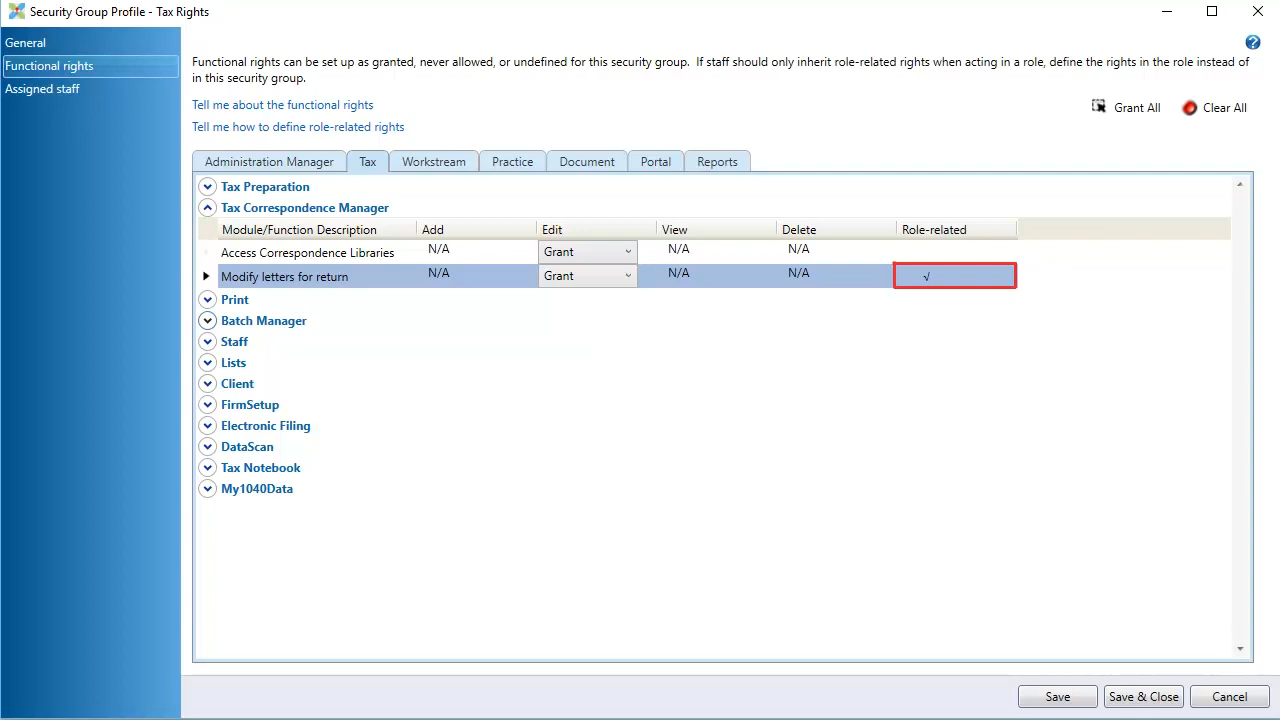 Security Group Profile - Tax Rights
General
Functional rights
Assigned staff
Functional rights can be set up as granted, never allowed, or undefined for this security group.  If staff should only inherit role-related rights when acting in a role, define the rights in the role instead of
in this security group.
Tell me about the functional rights
Grant All Clear All
Tell me how to define role-related rights
Administration Manager Tax Workstream Practice Document Portal Reports
Tax Preparation
Tax Correspondence Manager
Module/Function Description Add Edit View Delete Role-related
Access Correspondence Libraries N/A Grant N/A N/A
Modify letters for return N/A Grant N/A N/A √
Print
Batch Manager
Staff
Lists
Client
FirmSetup
Electronic Filing
DataScan
Tax Notebook
My1040Data
Save Save & Close Cancel